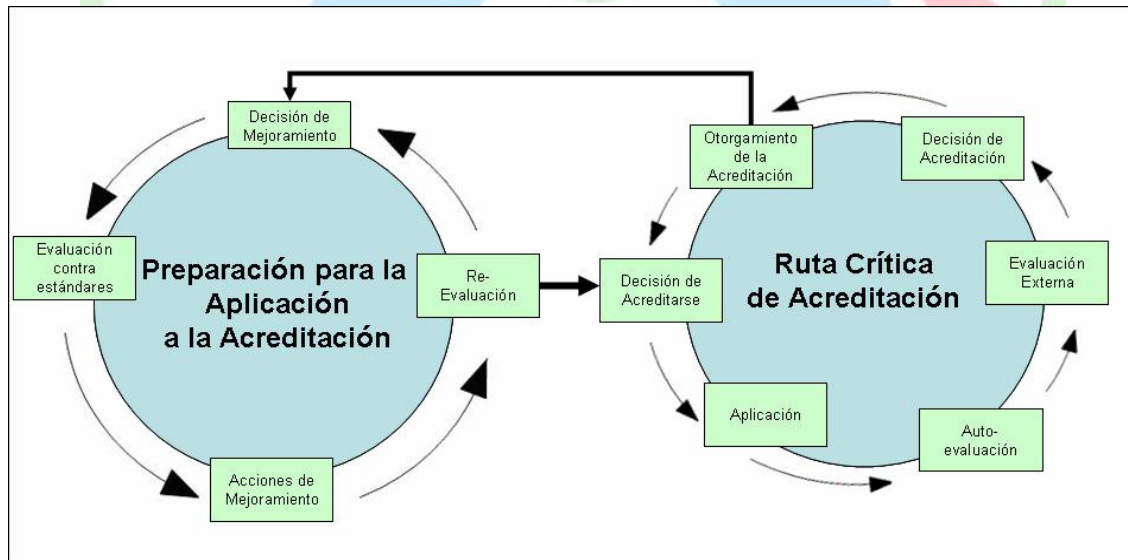 Decisión de
Mejoramiento
Evaluación
contra
estándares
Preparación para la
Aplicación
a la Acreditación
Re-
Evaluación
Acciones de
Mejoramiento
Otorgamiento
de la
Acreditación
Decisión de
Acreditación
Decisión de
Acreditarse
Ruta Crítica
de Acreditación
Evaluación
Externa
Aplicación
Auto-
evaluación